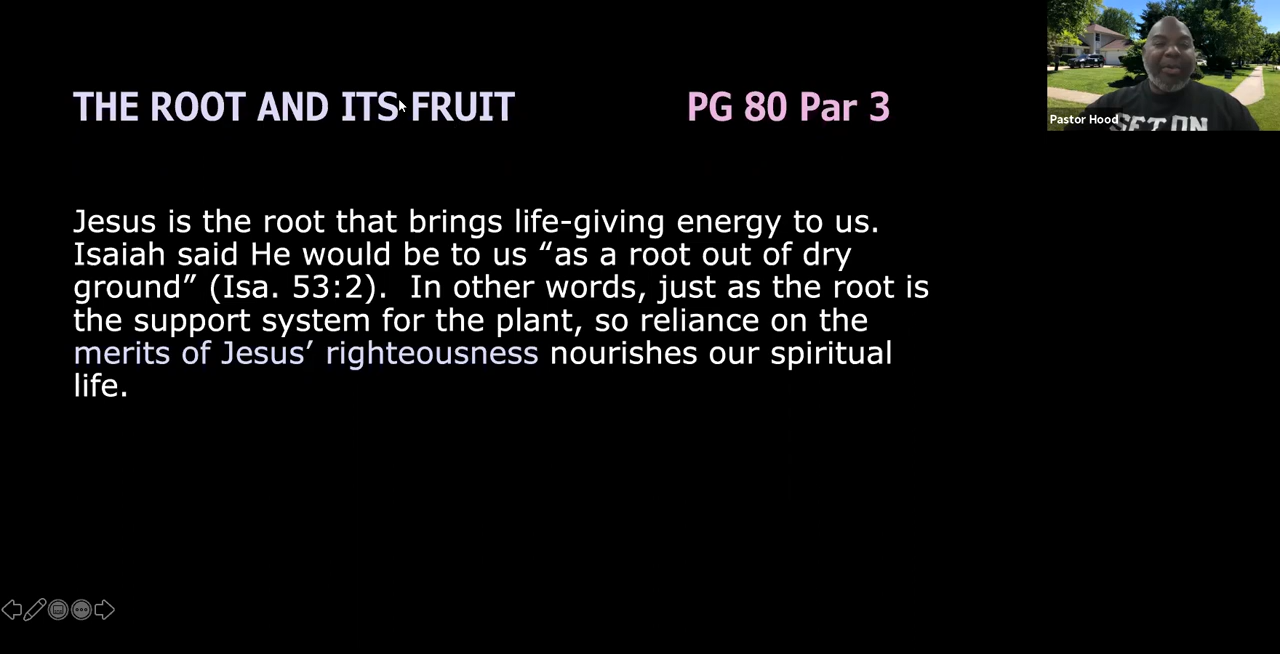 THE ROOT AND ITS FRUIT
PG 80 Par 3
Jesus is the root that brings life-giving energy to us.
Isaiah said He would be to us “as a root out of dry
ground” (Isa. 53:2).  In other words, just as the root is
the support system for the plant, so reliance on the
merits of Jesus’ righteousness nourishes our spiritual
life.
Pastor Hood
SET ON